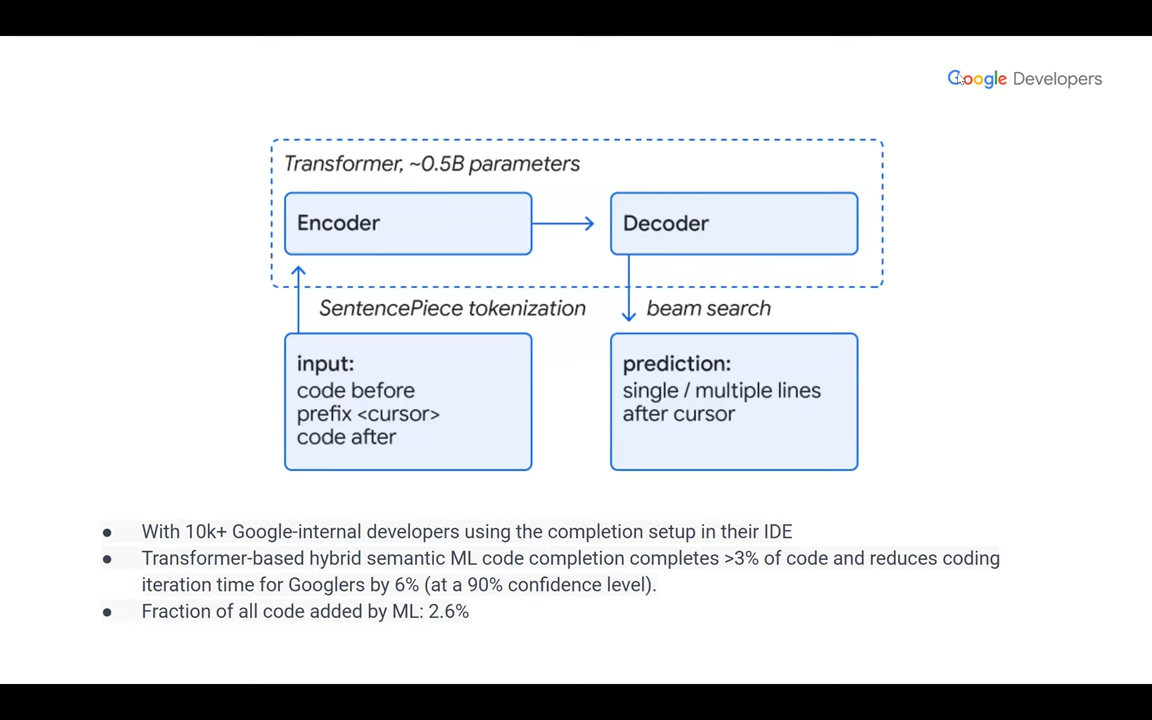 Google Developers
Transformer, ~0.5B parameters
Encoder
Decoder
SentencePiece tokenization
beam search
input:
code before
prefix <cursor>
code after
prediction:
single / multiple lines
after cursor
● With 10k+ Google-internal developers using the completion setup in their IDE
● Transformer-based hybrid semantic ML code completion completes >3% of code and reduces coding
iteration time for Googlers by 6% (at a 90% confidence level).
● Fraction of all code added by ML: 2.6%